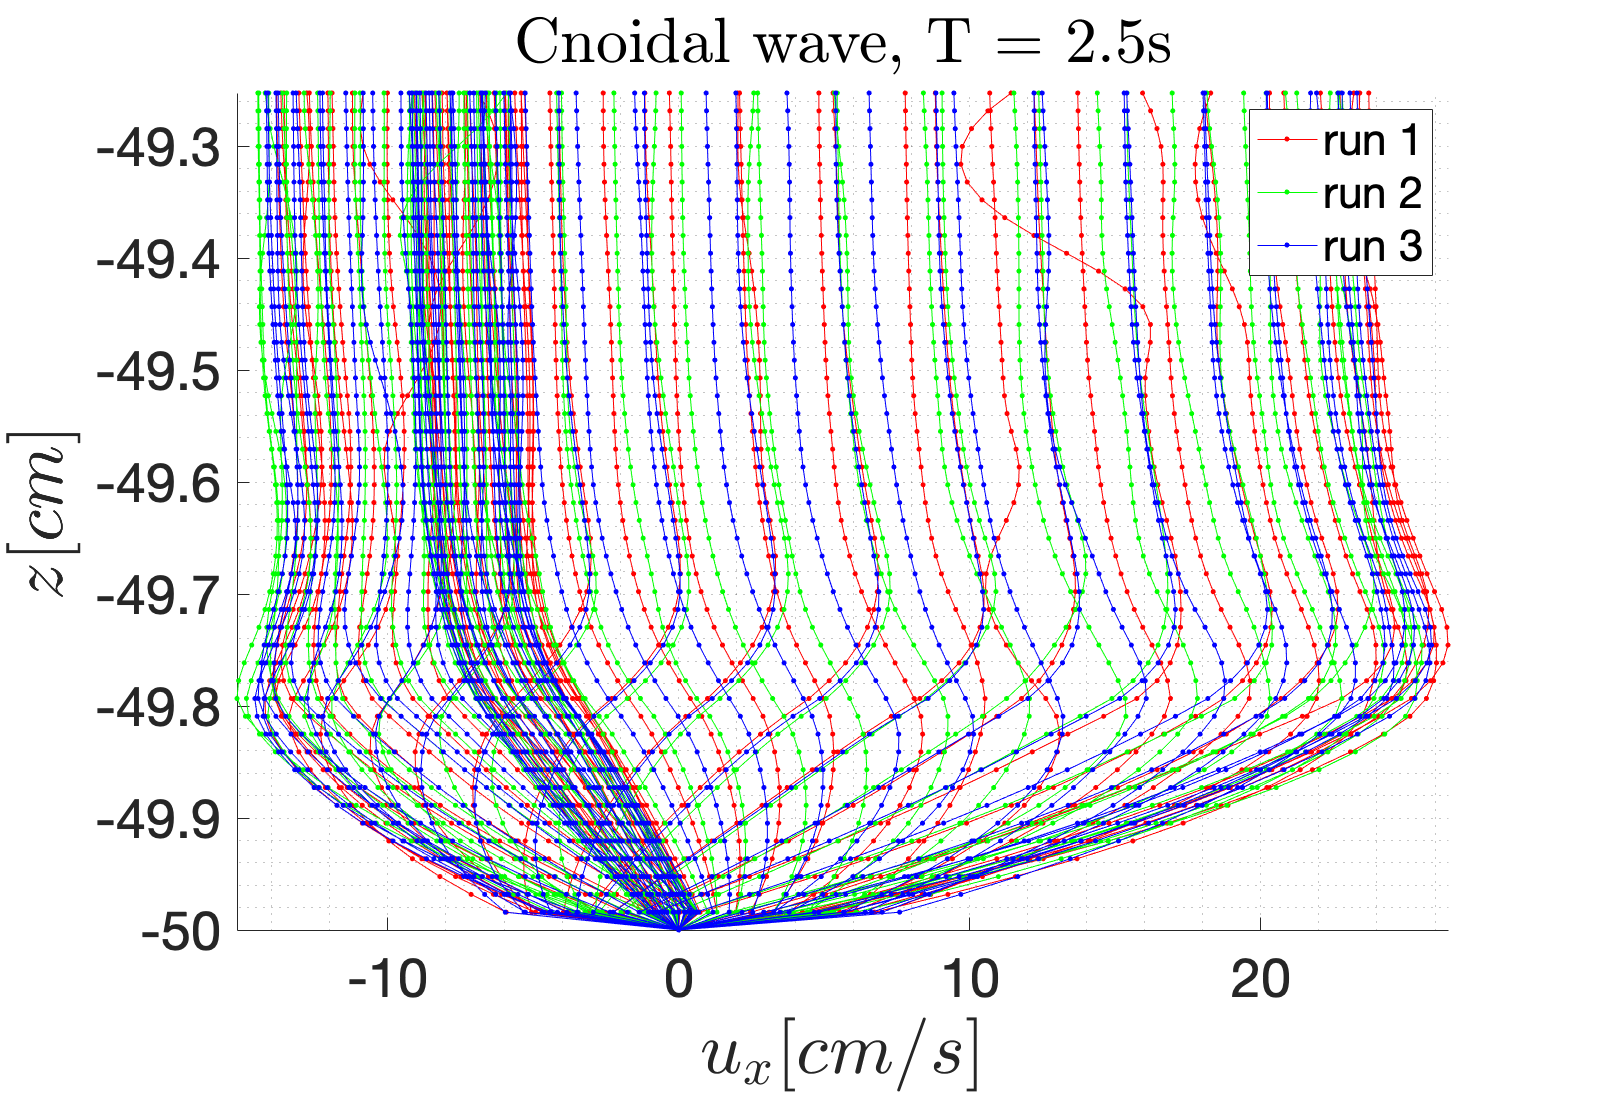 Cnoidal wave, T = 2.5s
run 1
run 2
run 3
-49.3
-49.4
-49.5
-49.6
-49.7
-49.8
-49.9
-50
z[cm]
-10 0 10 20
u_x[cm/s]